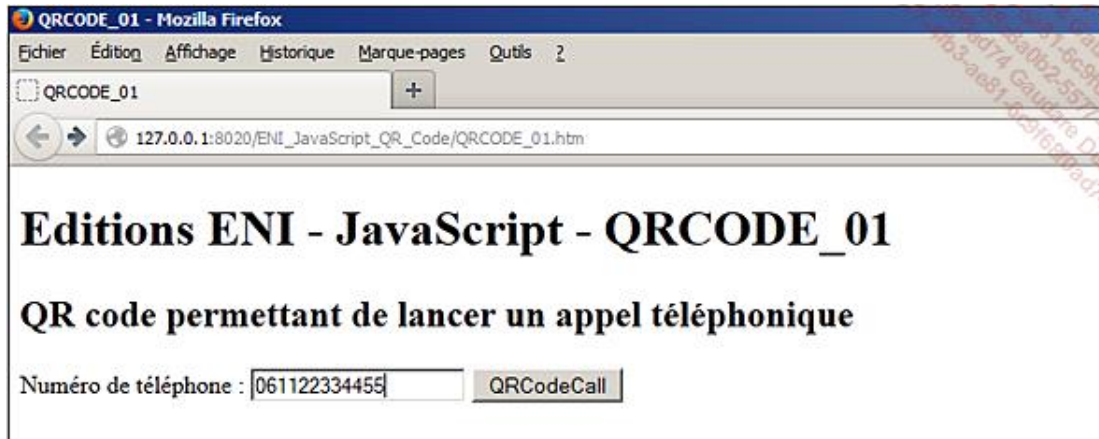 QRCODE_01 - Mozilla Firefox
Fichier Édition Affichage Historique Marque-pages Outils ?
QRCODE_01 +
127.0.0.1:8020/ENI_JavaScript_QR_Code/QRCODE_01.htm
Editions ENI - JavaScript - QRCODE_01
QR code permettant de lancer un appel téléphonique
Numéro de téléphone : 061122334455 QRCodeCall